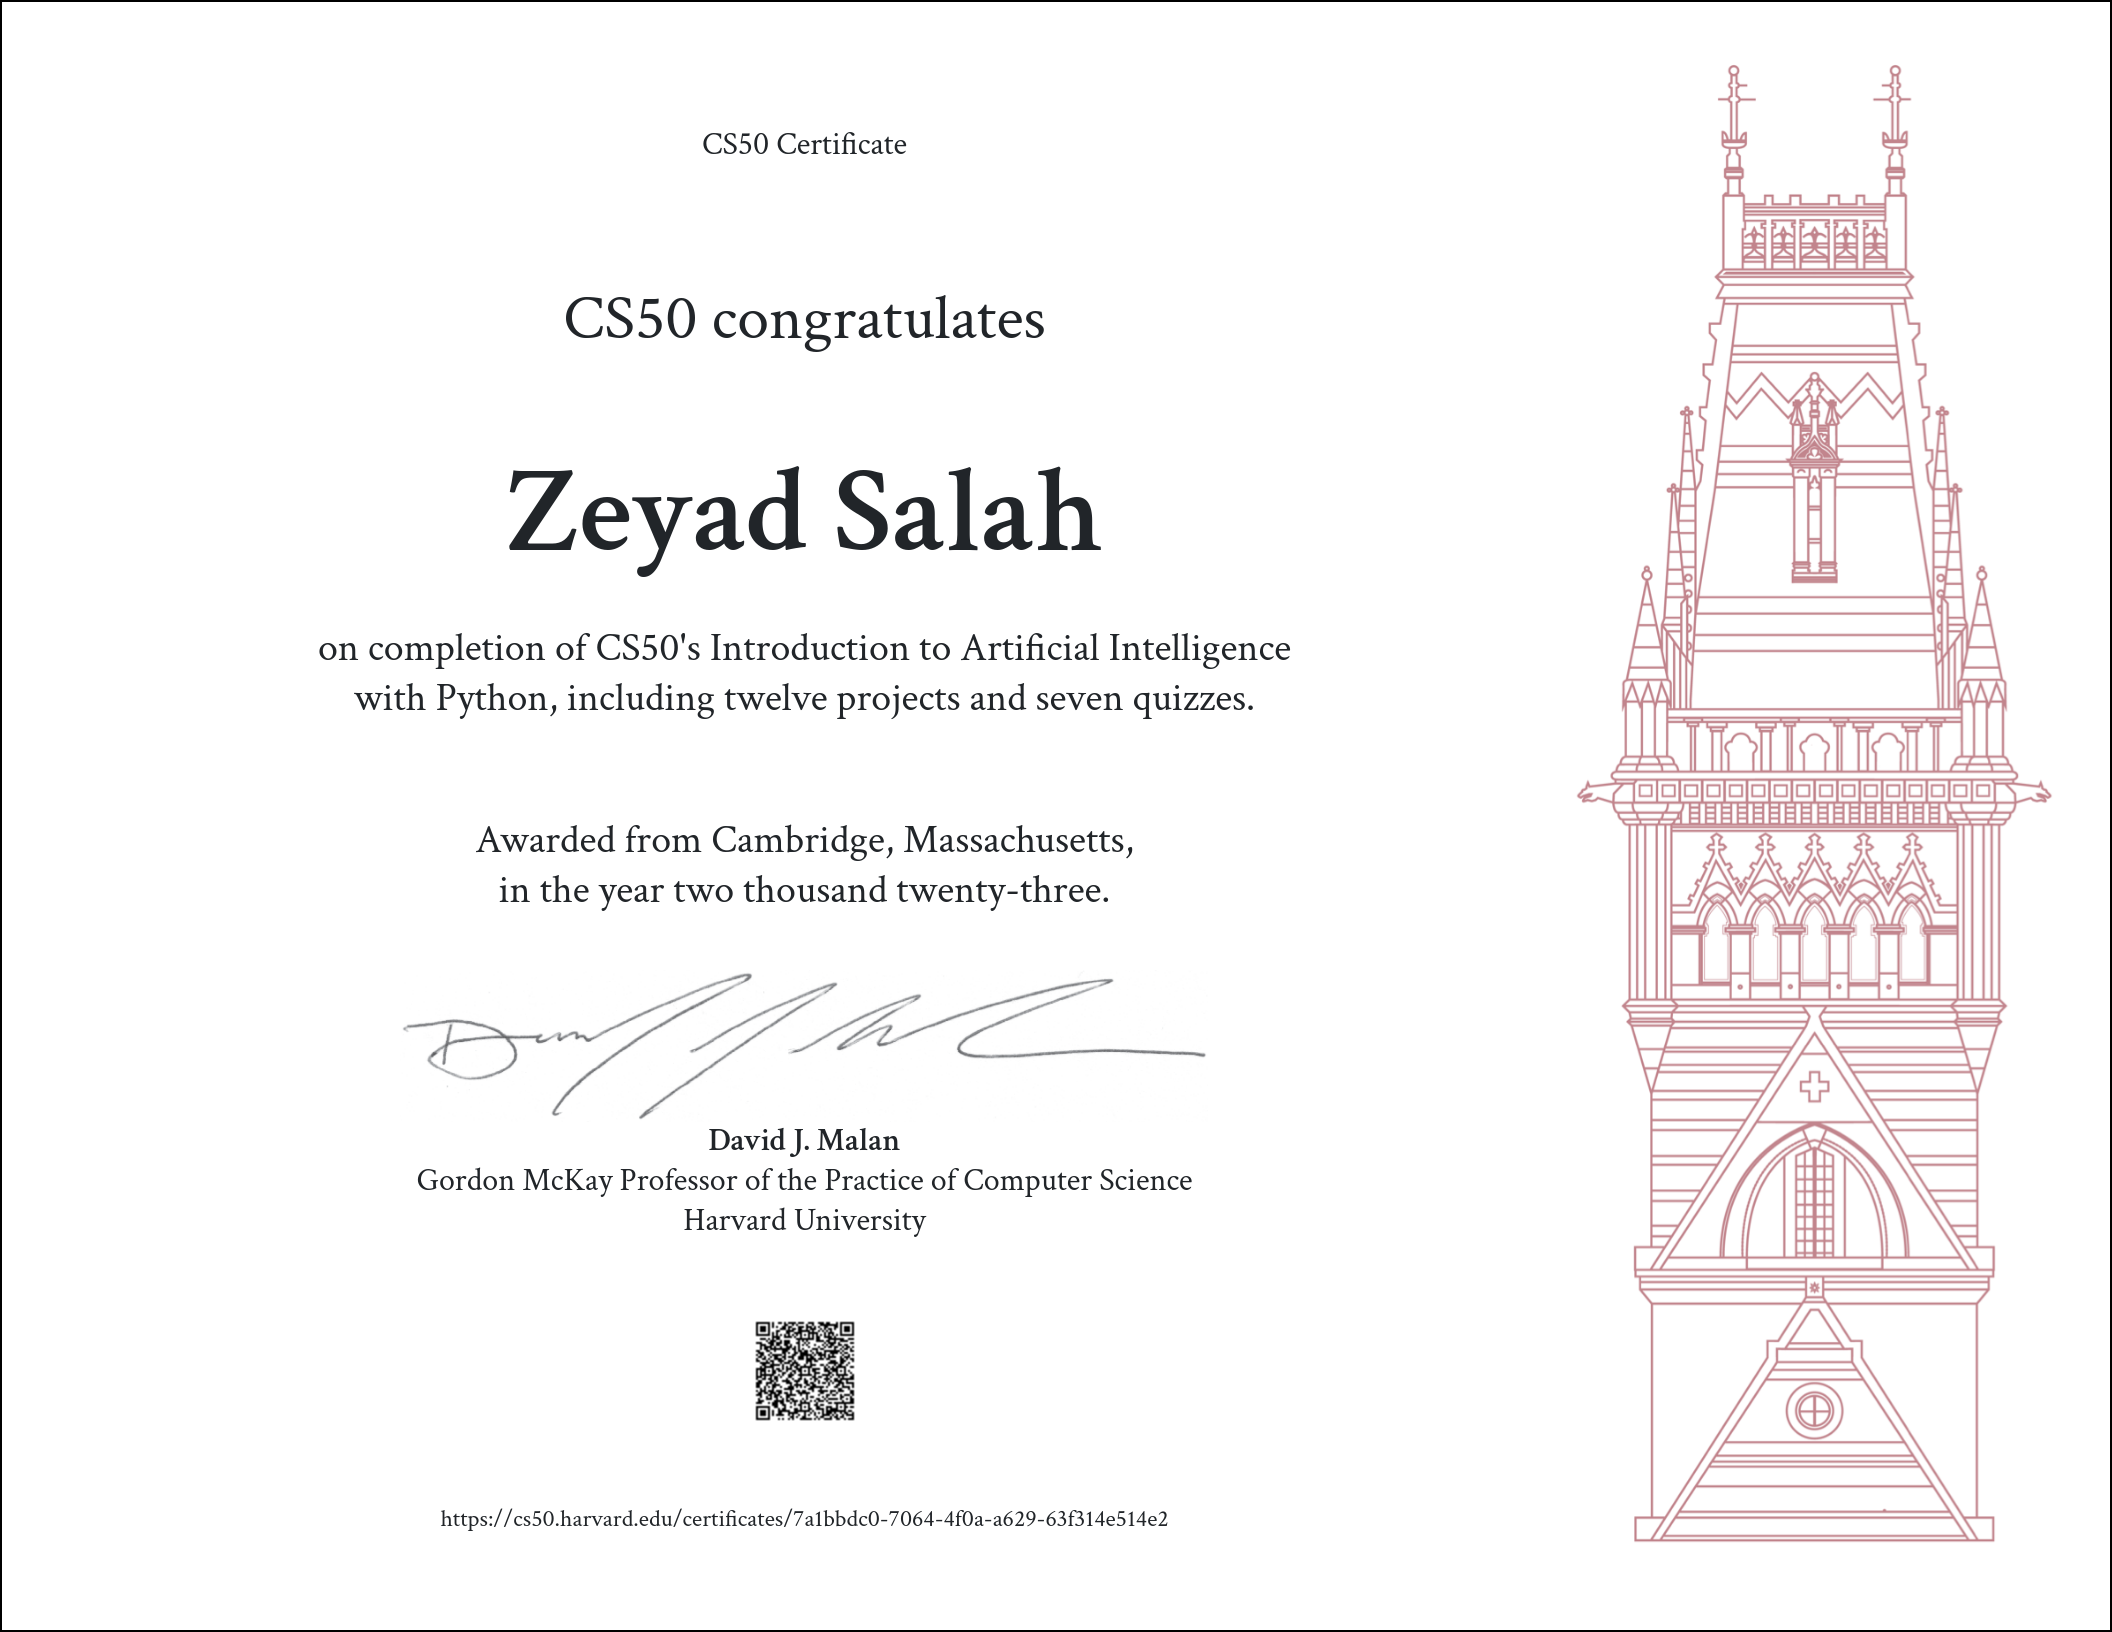 CS50 Certificate
CS50 congratulates
Zeyad Salah
on completion of CS50's Introduction to Artificial Intelligence
with Python, including twelve projects and seven quizzes.
Awarded from Cambridge, Massachusetts,
in the year two thousand twenty-three.
David J. Malan
Gordon McKay Professor of the Practice of Computer Science
Harvard University
https://cs50.harvard.edu/certificates/7a1bbdc0-7064-4f0a-a629-63f314e514e2